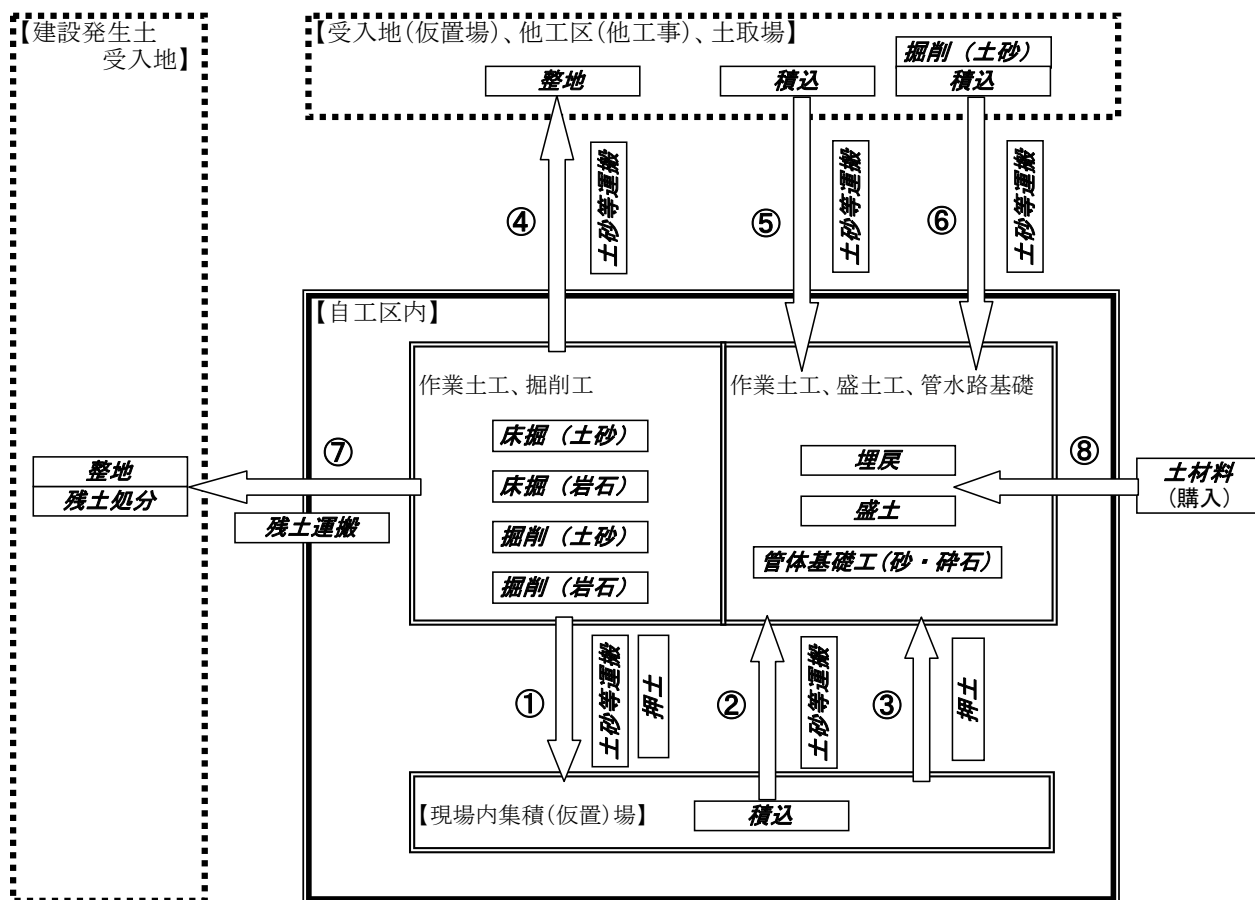 【建設発生土
受入地】
【受入地(仮置場)、他工区(他工事)、土取場】
整地
積込
掘削（土砂）
積込
④
土砂等運搬
⑤
土砂等運搬
⑥
土砂等運搬
【自工区内】
作業土工、掘削工
床掘（土砂）
床掘（岩石）
掘削（土砂）
掘削（岩石）
作業土工、盛土工、管水路基礎
埋戻
盛土
管体基礎工(砂・砕石)
⑦
整地
残土処分
残土運搬
⑧
土材料
(購入)
①
土砂等運搬
押土
②
土砂等運搬
③
押土
【現場内集積(仮置)場】
積込